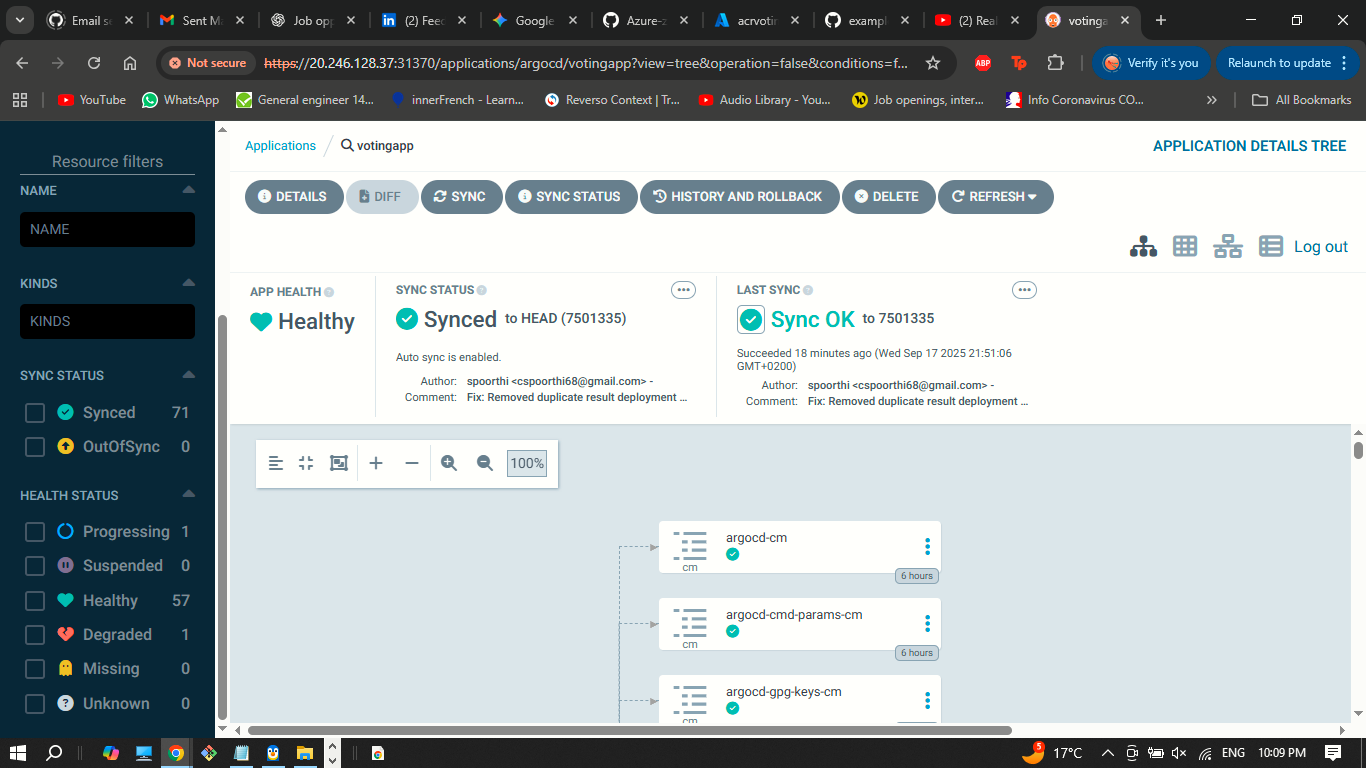 Email se
Sent Ma
Job opp
(2) Feed
Google
Azure-z
acrvotin
exampl
(2) Real
votinga
Not secure https://20.246.128.37:31370/applications/argocd/votingapp?view=tree&operation=false&conditions=f...
ABP
Verify it's you
Relaunch to update
YouTube
WhatsApp
General engineer 14...
innerFrench - Learn...
Reverso Context | Tr...
Audio Library - You...
Job openings, inter...
Info Coronavirus CO...
»
All Bookmarks
Resource filters
NAME
NAME
KINDS
KINDS
SYNC STATUS
Synced 71
OutOfSync 0
HEALTH STATUS
Progressing 1
Suspended 0
Healthy 57
Degraded 1
Missing 0
Unknown 0
Applications / votingapp
APPLICATION DETAILS TREE
DETAILS
DIFF
SYNC
SYNC STATUS
HISTORY AND ROLLBACK
DELETE
REFRESH
Log out
APP HEALTH
Healthy
SYNC STATUS
Synced to HEAD (7501335)
Auto sync is enabled.
Author: spoorthi <cspoorthi68@gmail.com> -
Comment: Fix: Removed duplicate result deployment ...
LAST SYNC
Sync OK to 7501335
Succeeded 18 minutes ago (Wed Sep 17 2025 21:51:06
GMT+0200)
Author: spoorthi <cspoorthi68@gmail.com> -
Comment: Fix: Removed duplicate result deployment ...
100%
argocd-cm
cm
6 hours
argocd-cmd-params-cm
cm
6 hours
argocd-gpg-keys-cm
cm
5
17°C
ENG
10:09 PM